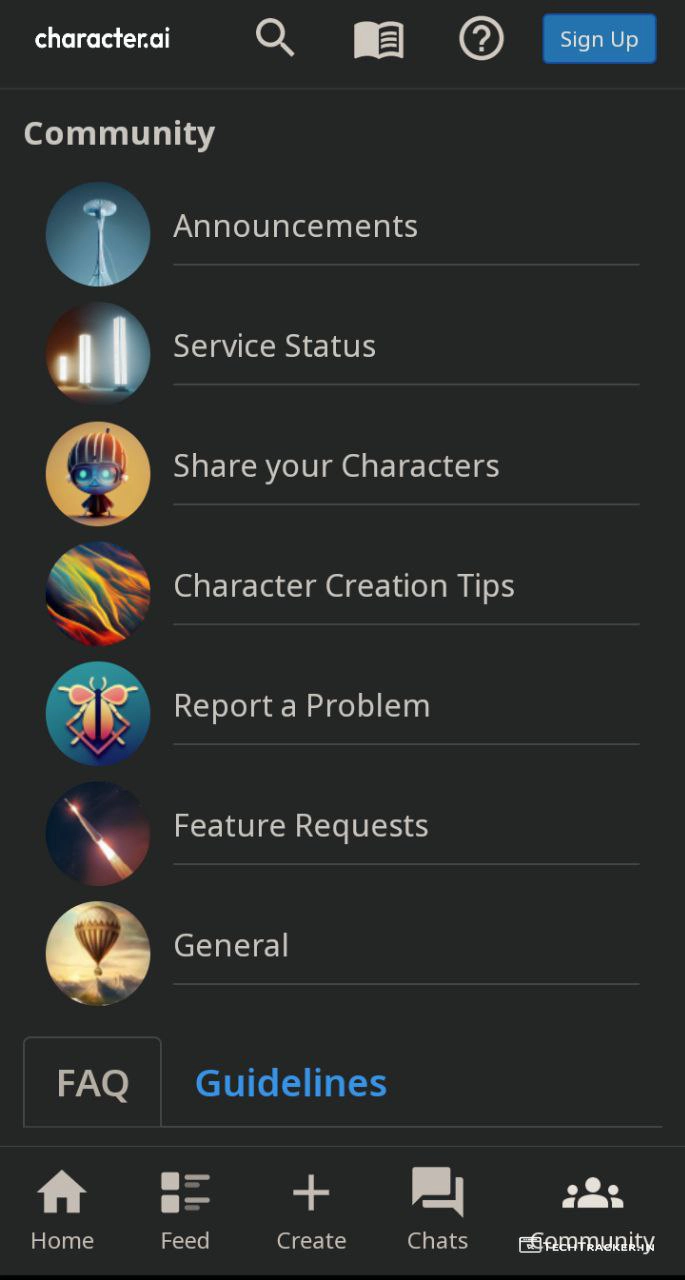 character.ai
Sign Up
Community
Announcements
Service Status
Share your Characters
Character Creation Tips
Report a Problem
Feature Requests
General
FAQ Guidelines
Home Feed Create Chats Community
TECHTRACKER.IN